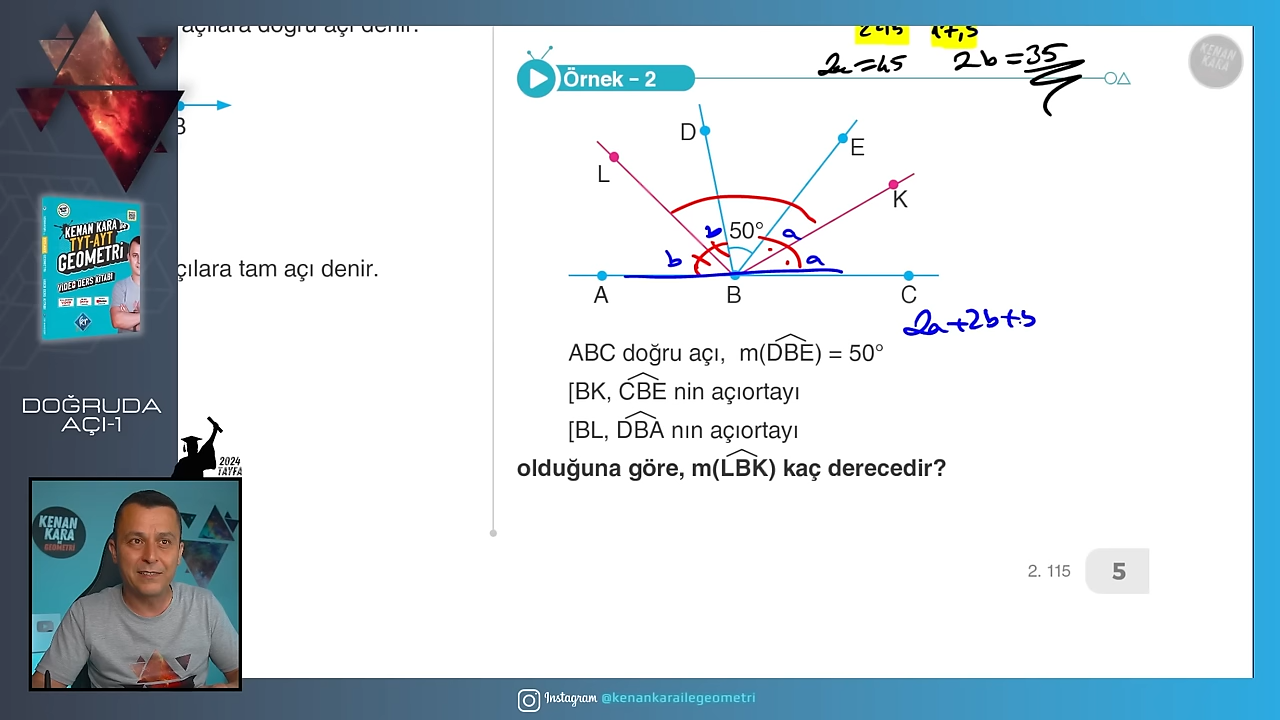 açılara doğru açı denir.
B
çılara tam açı denir.
KENAN KARA
TYT-AYT
GEOMETRİ
VİDEO DERS KİTABI
DOĞRUDA
AÇI-1
2024
TAYFA
KENAN
KARA
GEOMETRİ
2a=45 2b=35
Örnek – 2
KENAN
KARA
D
E
L
K
b 50° a
b a
A B C
2a+2b+5
ABC doğru açı, m(DBE) = 50°
[BK, CBE nin açıortayı
[BL, DBA nın açıortayı
olduğuna göre, m(LBK) kaç derecedir?
2. 115 5
Instagram @kenankarailegeometri